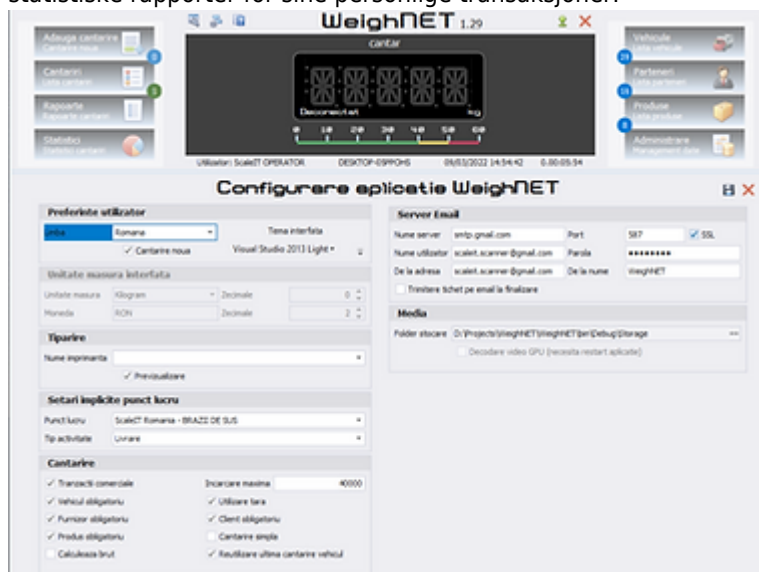 statistiske rapporter for sine personlige transaksjoner.
WeighNET 1.29
Adauga cantarire
Cantarire noua
0
Cantariri
Lista cantariri
5
Rapoarte
Rapoarte cantariri
Statistici
Statistici cantariri
cantar
Deconectat
kg
0 10 20 30 40 50 60
Vehicule
Lista vehicule
Parteneri
Lista parteneri
Produse
Lista produse
Administrare
Management date
Utilizator: ScaleIT OPERATOR
09/03/2022 14:54:42
0.00:05:54
Configurare aplicatie WeighNET
Preferinte utilizator
Limba Romana
Tema interfata
Cantarire noua
Visual Studio 2013 Light
Unitate masura interfata
Unitate masura Kilogram Zecimale 0
Moneda RON Zecimale 2
Tiparire
Nume imprimanta
Previzualizare
Setari implicite punct lucru
Punct lucru ScaleIT Romania - BRAZII DE SUS
Tip activitate Livrare
Cantarire
Tranzactii comerciale Incarcare maxima 40000
Vehicul obligatoriu Utilizare tara
Furnizor obligatoriu Client obligatoriu
Produs obligatoriu Cantarire simpla
Calculeaza brut Reutilizare ultima cantarire vehicul
Server Email
Nume server smtp.gmail.com Port 587 SSL
Nume utilizator scaleit.scanner@gmail.com Parola ********
De la adresa scaleit.scanner@gmail.com De la nume WeighNET
Trimitere tichet pe email la finalizare
Media
Folder stocare D:\Projects\WeighNET\WeighNET\bin\Debug\Storage
Decodare video GPU (necesita restart aplicatie)